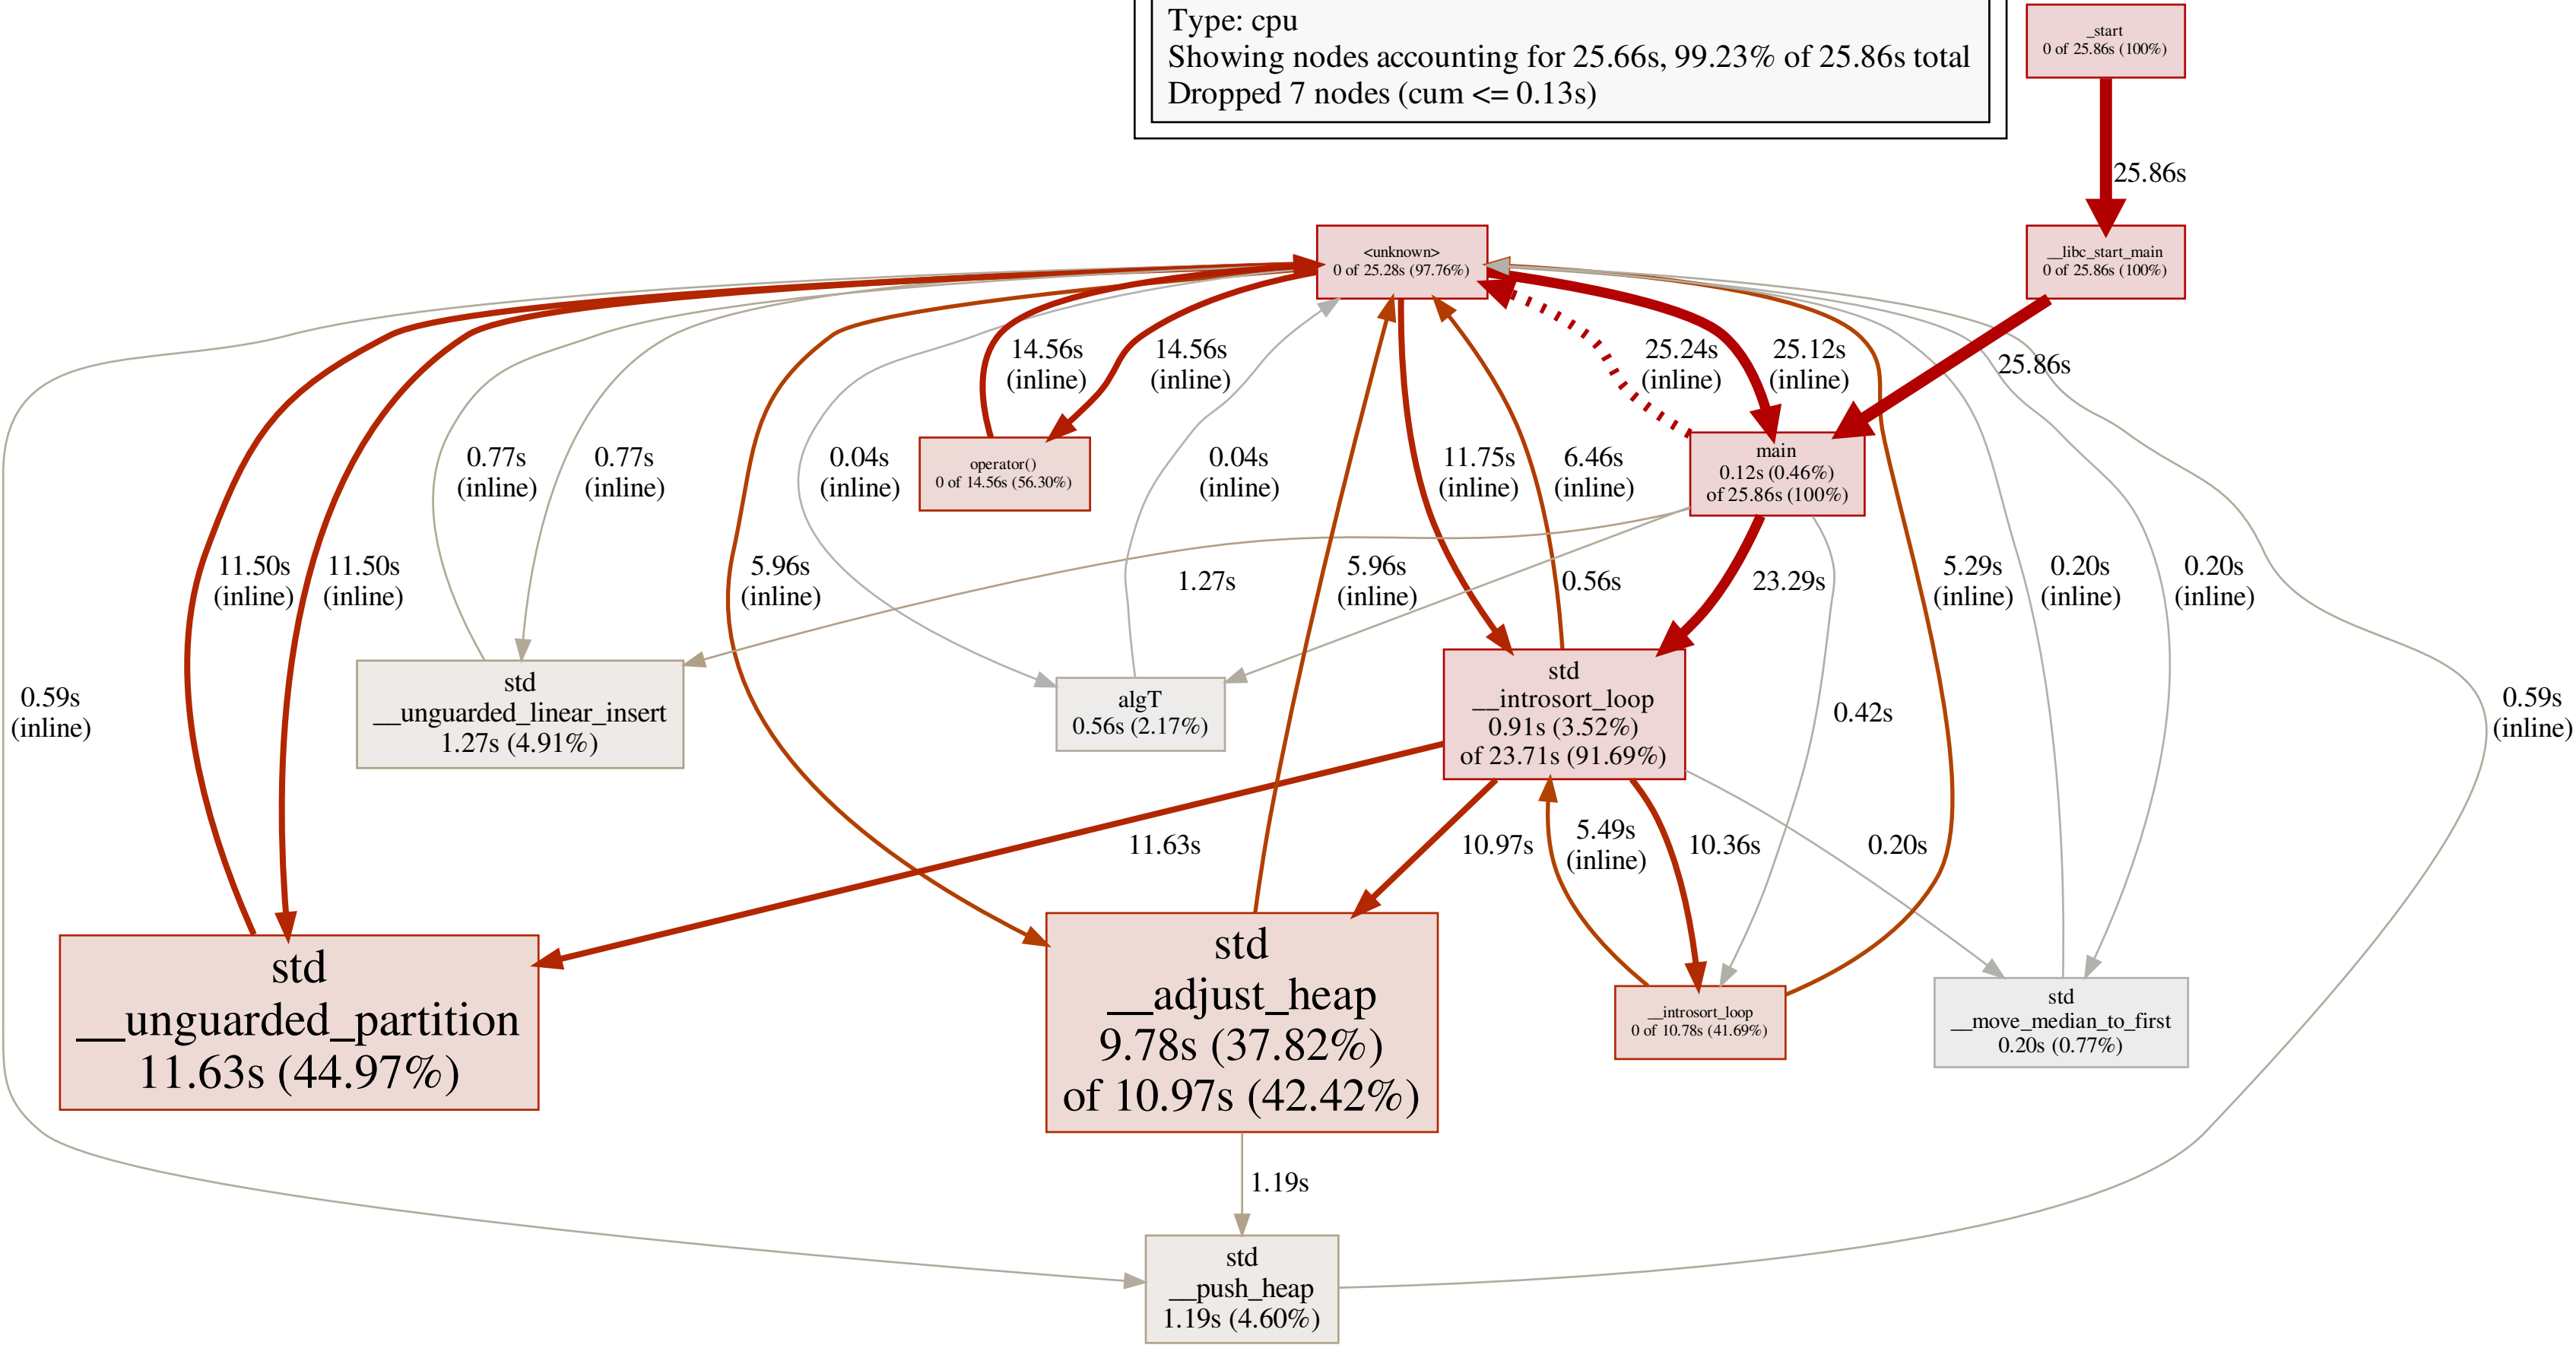 Type: cpu
Showing nodes accounting for 25.66s, 99.23% of 25.86s total
Dropped 7 nodes (cum <= 0.13s)
_start
0 of 25.86s (100%)
25.86s
<unknown>
0 of 25.28s (97.76%)
__libc_start_main
0 of 25.86s (100%)
14.56s
(inline)
14.56s
(inline)
25.24s
(inline)
25.12s
(inline)
25.86s
0.77s
(inline)
0.77s
(inline)
operator()
0 of 14.56s (56.30%)
0.04s
(inline)
0.04s
(inline)
11.75s
(inline)
6.46s
(inline)
main
0.12s (0.46%)
of 25.86s (100%)
11.50s
(inline)
11.50s
(inline)
5.96s
(inline)
1.27s
5.96s
(inline)
0.56s
23.29s
5.29s
(inline)
0.20s
(inline)
0.20s
(inline)
0.59s
(inline)
std
__unguarded_linear_insert
1.27s (4.91%)
algT
0.56s (2.17%)
std
__introsort_loop
0.91s (3.52%)
of 23.71s (91.69%)
0.42s
0.59s
(inline)
11.63s
10.97s
5.49s
(inline)
10.36s
0.20s
std
__unguarded_partition
11.63s (44.97%)
std
__adjust_heap
9.78s (37.82%)
of 10.97s (42.42%)
__introsort_loop
0 of 10.78s (41.69%)
std
__move_median_to_first
0.20s (0.77%)
1.19s
std
__push_heap
1.19s (4.60%)